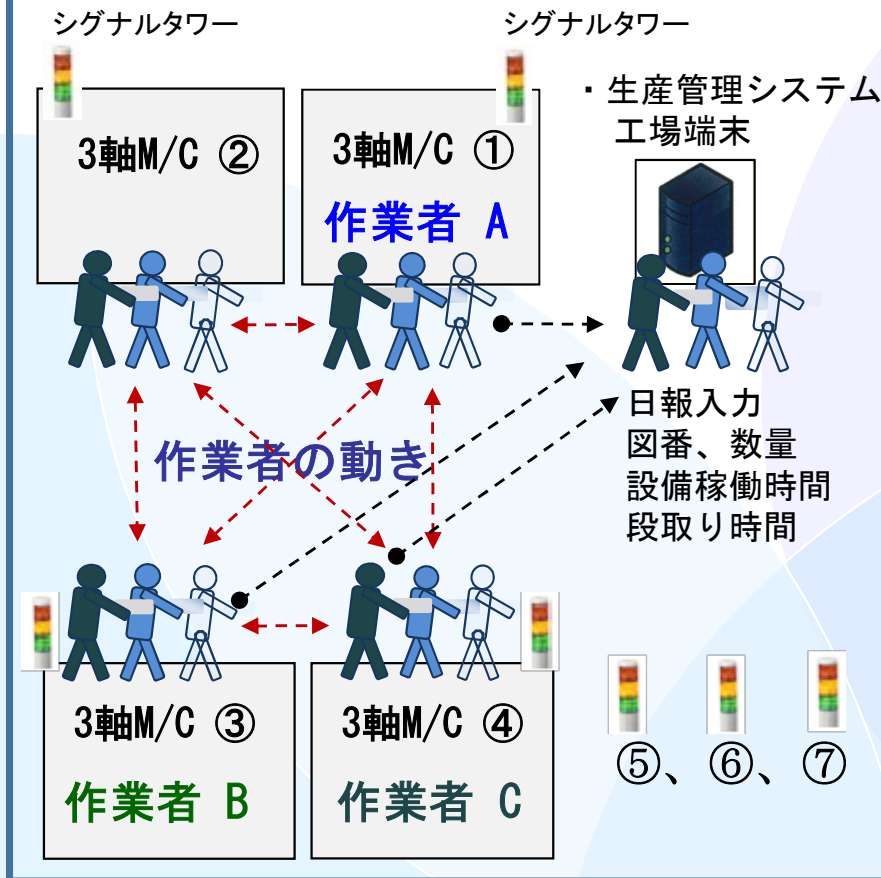 シグナルタワー
シグナルタワー
・生産管理システム
工場端末
3軸M/C ②
3軸M/C ①
作業者 A
日報入力
図番、数量
設備稼働時間
段取り時間
作業者の動き
3軸M/C ③
作業者 B
3軸M/C ④
作業者 C
⑤、⑥、⑦